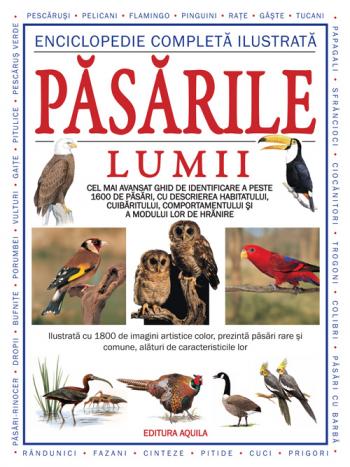 PESCĂRUȘI • PELICANI • FLAMINGO • PINGUINI • RAȚE • GÂȘTE • TUCANI
ENCICLOPEDIE COMPLETĂ ILUSTRATĂ
PĂSĂRILE
LUMII
CEL MAI AVANSAT GHID DE IDENTIFICARE A PESTE
1600 DE PĂSĂRI, CU DESCRIEREA HABITATULUI,
CUIBĂRITULUI, COMPORTAMENTULUI ȘI
A MODULUI LOR DE HRĂNIRE
Ilustrată cu 1800 de imagini artistice color, prezintă păsări rare și
comune, alături de caracteristicile lor
EDITURA AQUILA
PĂSĂRI-RINOCER • DROPII • BUFNIȚE • PORUMBEI • VULTURI • GAIȚE • PITULICE • PESCĂRUȘ VERDE
PAPAGALI • SFRÂNCIOCI • CIOCĂNITORI • TROGONI • COLIBRI • PĂSĂRI CU BARBĂ
RÂNDUNICI • FAZANI • CINTEZE • PITIDE • CUCI • PRIGORI